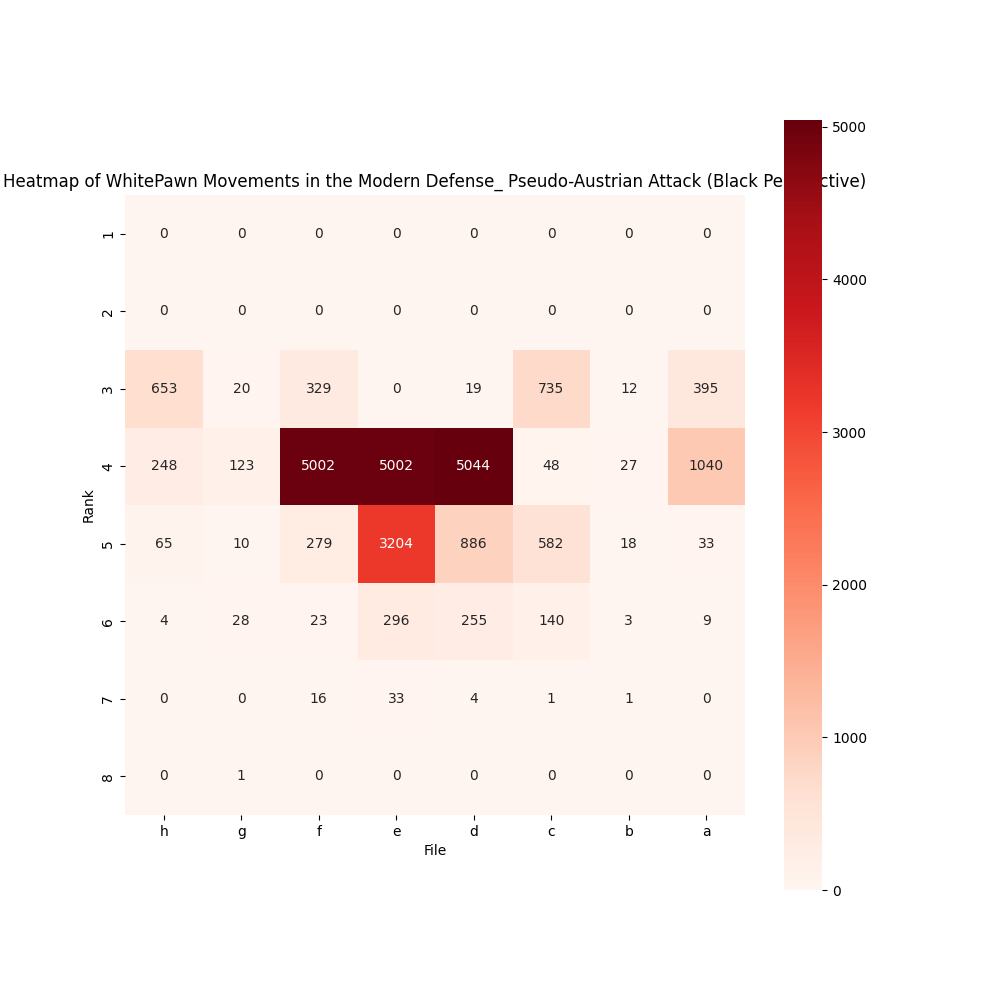 Heatmap of WhitePawn Movements in the Modern Defense_ Pseudo-Austrian Attack (Black Pe ctive)
5000
4000
3000
2000
1000
0
Rank
1 0 0 0 0 0 0 0 0
2 0 0 0 0 0 0 0 0
3 653 20 329 0 19 735 12 395
4 248 123 5002 5002 5044 48 27 1040
5 65 10 279 3204 886 582 18 33
6 4 28 23 296 255 140 3 9
7 0 0 16 33 4 1 1 0
8 0 1 0 0 0 0 0 0
h g f e d c b a
File